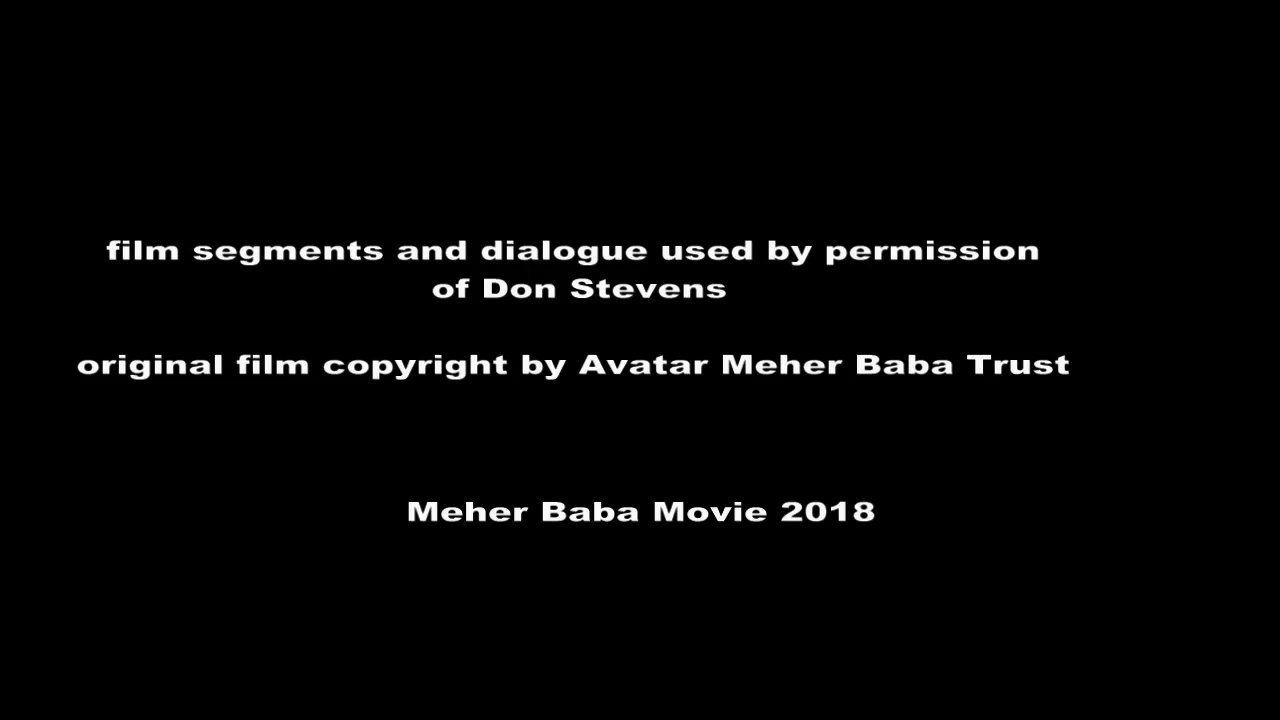 film segments and dialogue used by permission
of Don Stevens
original film copyright by Avatar Meher Baba Trust
Meher Baba Movie 2018